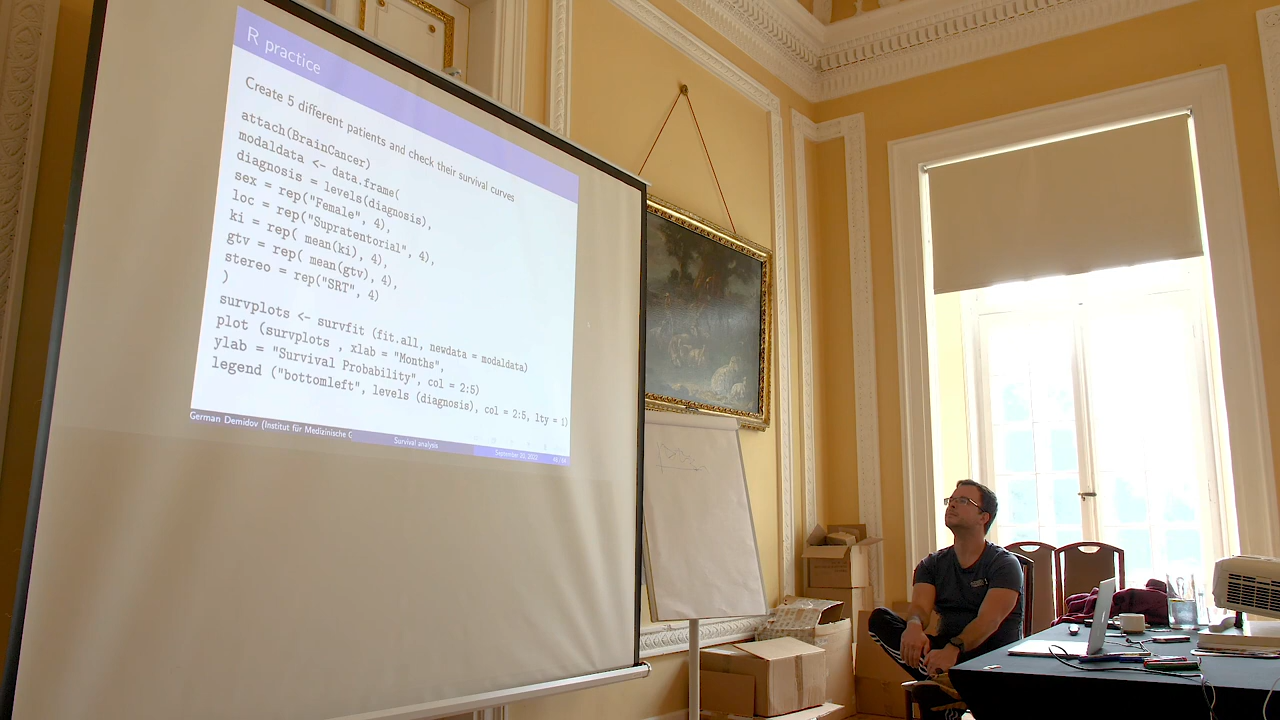 R practice
Create 5 different patients and check their survival curves
attach(BrainCancer)
modaldata <- data.frame(
diagnosis = levels(diagnosis),
sex = rep("Female", 4),
loc = rep("Supratentorial", 4),
ki = rep( mean(ki), 4),
gtv = rep( mean(gtv), 4),
stereo = rep("SRT", 4)
)
survplots <- survfit (fit.all, newdata = modaldata)
plot (survplots , xlab = "Months",
ylab = "Survival Probability", col = 2:5)
legend ("bottomleft", levels (diagnosis), col = 2:5, lty = 1)
German Demidov (Institut für Medizinische G
Survival analysis
September 20, 2022